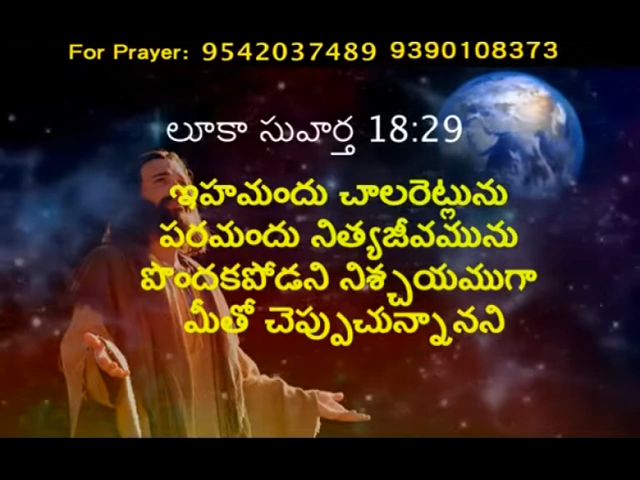 For Prayer: 9542037489 9390108373
లూకా సువార్త 18:29
ఇహమందు చాలరెట్లును
పరమందు నిత్యజీవమును
పొందకపోడని నిశ్చయముగా
మీతో చెప్పుచున్నానని